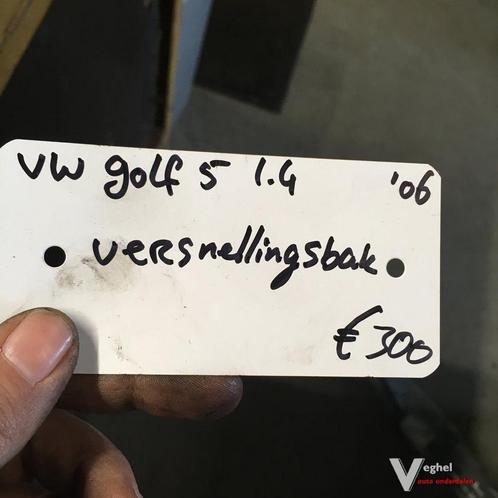 VW golf 5 1.4 '06
versnellingsbak
€300
Veghel
auto onderdelen